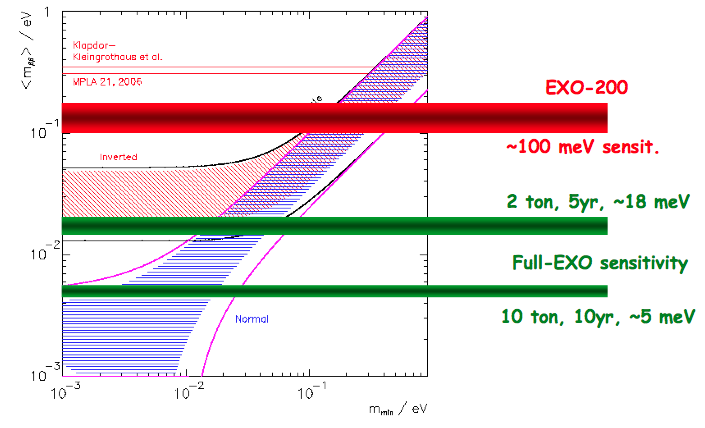 1
<mββ> / eV
Klapdor-
Kleingrothaus et al.
MPLA 21, 2006
EXO-200
10⁻¹
~100 meV sensit.
Inverted
2 ton, 5yr, ~18 meV
10⁻²
Full-EXO sensitivity
10 ton, 10yr, ~5 meV
Normal
10⁻³
10⁻³ 10⁻² 10⁻¹
mmin / eV